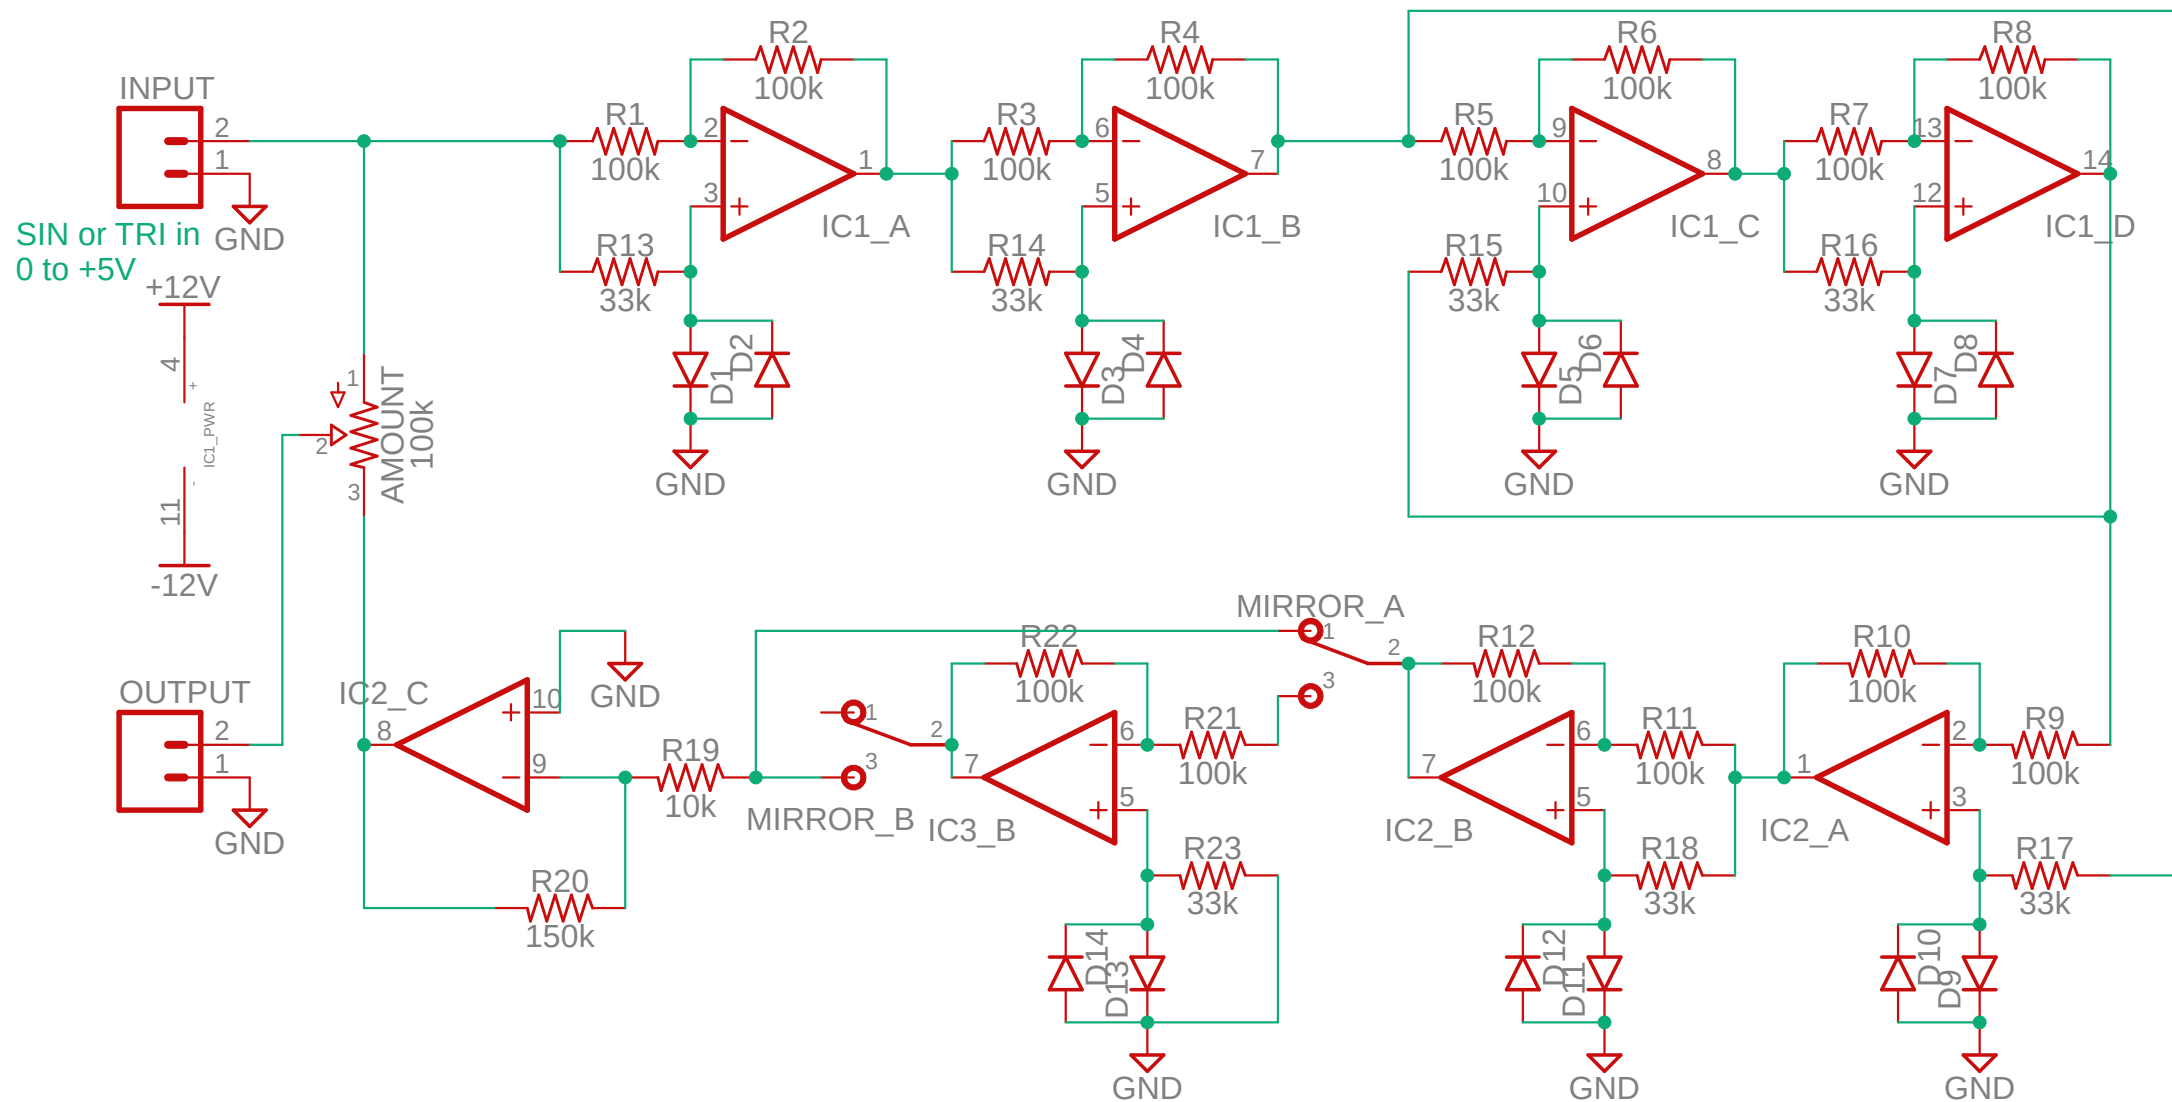 R2
100k
R4
100k
R6
100k
R8
100k
INPUT
2
1
GND
SIN or TRI in
0 to +5V
R1
100k
2
3
1
IC1_A
R13
33k
D1
D2
GND
R3
100k
6
5
7
IC1_B
R14
33k
D3
D4
GND
R5
100k
9
10
8
IC1_C
R15
33k
D5
D6
GND
R7
100k
13
12
14
IC1_D
R16
33k
D7
D8
GND
+12V
4
+
IC1_PWR
-
11
-12V
1
2
3
AMOUNT
100k
OUTPUT
2
1
GND
IC2_C
8
10
9
GND
R19
10k
R20
150k
MIRROR_A
1
2
3
MIRROR_B
1
2
3
R22
100k
IC3_B
7
6
5
R21
100k
R23
33k
D14
D13
GND
R12
100k
IC2_B
7
6
5
R11
100k
R18
33k
D12
D11
GND
R10
100k
IC2_A
1
2
3
R9
100k
R17
33k
D10
D9
GND